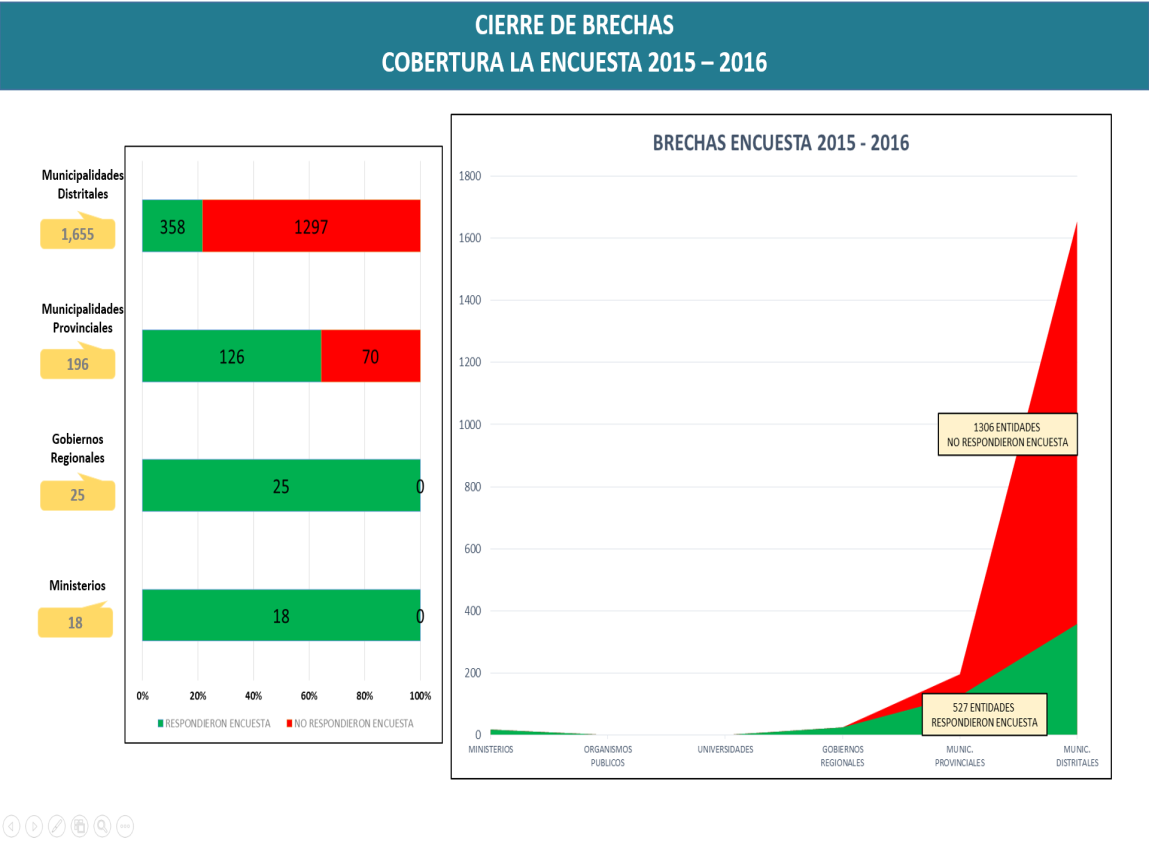 CIERRE DE BRECHAS
COBERTURA LA ENCUESTA 2015 – 2016
Municipalidades
Distritales
1,655
358
1297
Municipalidades
Provinciales
196
126
70
Gobiernos
Regionales
25
25
0
Ministerios
18
18
0
0%
20%
40%
60%
80%
100%
RESPONDIERON ENCUESTA
NO RESPONDIERON ENCUESTA
BRECHAS ENCUESTA 2015 - 2016
1800
1600
1400
1200
1000
800
600
400
200
0
1306 ENTIDADES
NO RESPONDIERON ENCUESTA
527 ENTIDADES
RESPONDIERON ENCUESTA
MINISTERIOS
ORGANISMOS
PUBLICOS
UNIVERSIDADES
GOBIERNOS
REGIONALES
MUNIC.
PROVINCIALES
MUNIC.
DISTRITALES